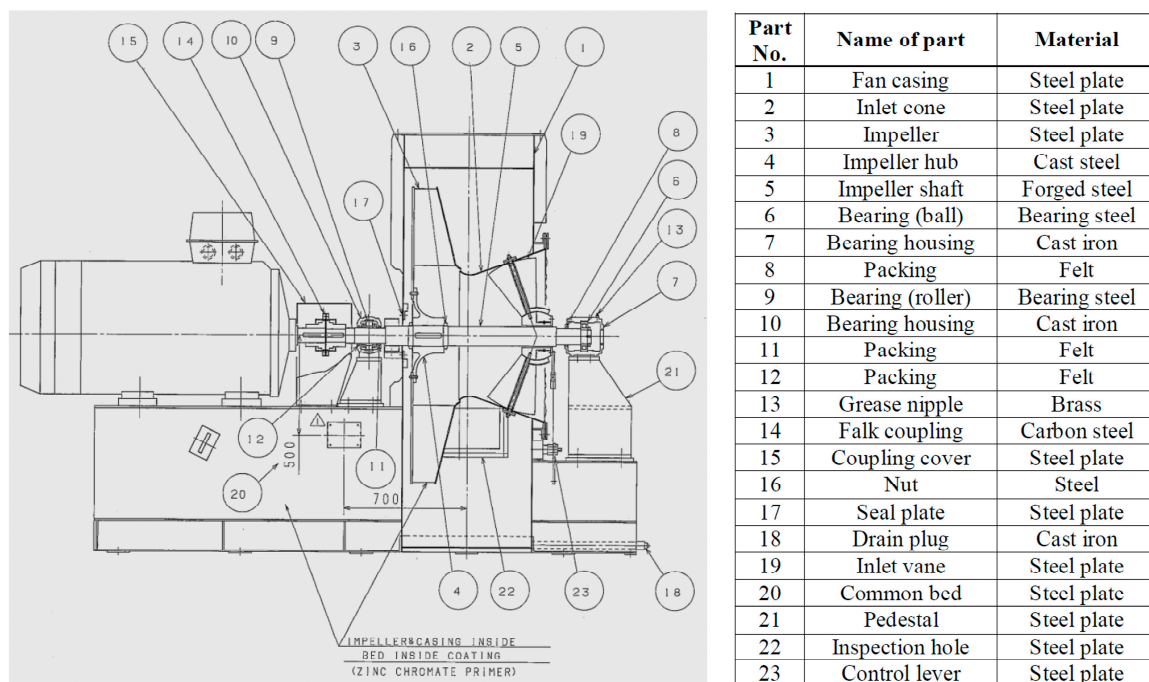 15
14
10
9
3
16
2
5
1
19
8
6
13
7
17
21
12
500
20
11
700
4
22
23
18
1
IMPELLER&CASING INSIDE
BED INSIDE COATING
(ZINC CHROMATE PRIMER)
Part No. Name of part Material
1 Fan casing Steel plate
2 Inlet cone Steel plate
3 Impeller Steel plate
4 Impeller hub Cast steel
5 Impeller shaft Forged steel
6 Bearing (ball) Bearing steel
7 Bearing housing Cast iron
8 Packing Felt
9 Bearing (roller) Bearing steel
10 Bearing housing Cast iron
11 Packing Felt
12 Packing Felt
13 Grease nipple Brass
14 Falk coupling Carbon steel
15 Coupling cover Steel plate
16 Nut Steel
17 Seal plate Steel plate
18 Drain plug Cast iron
19 Inlet vane Steel plate
20 Common bed Steel plate
21 Pedestal Steel plate
22 Inspection hole Steel plate
23 Control lever Steel plate